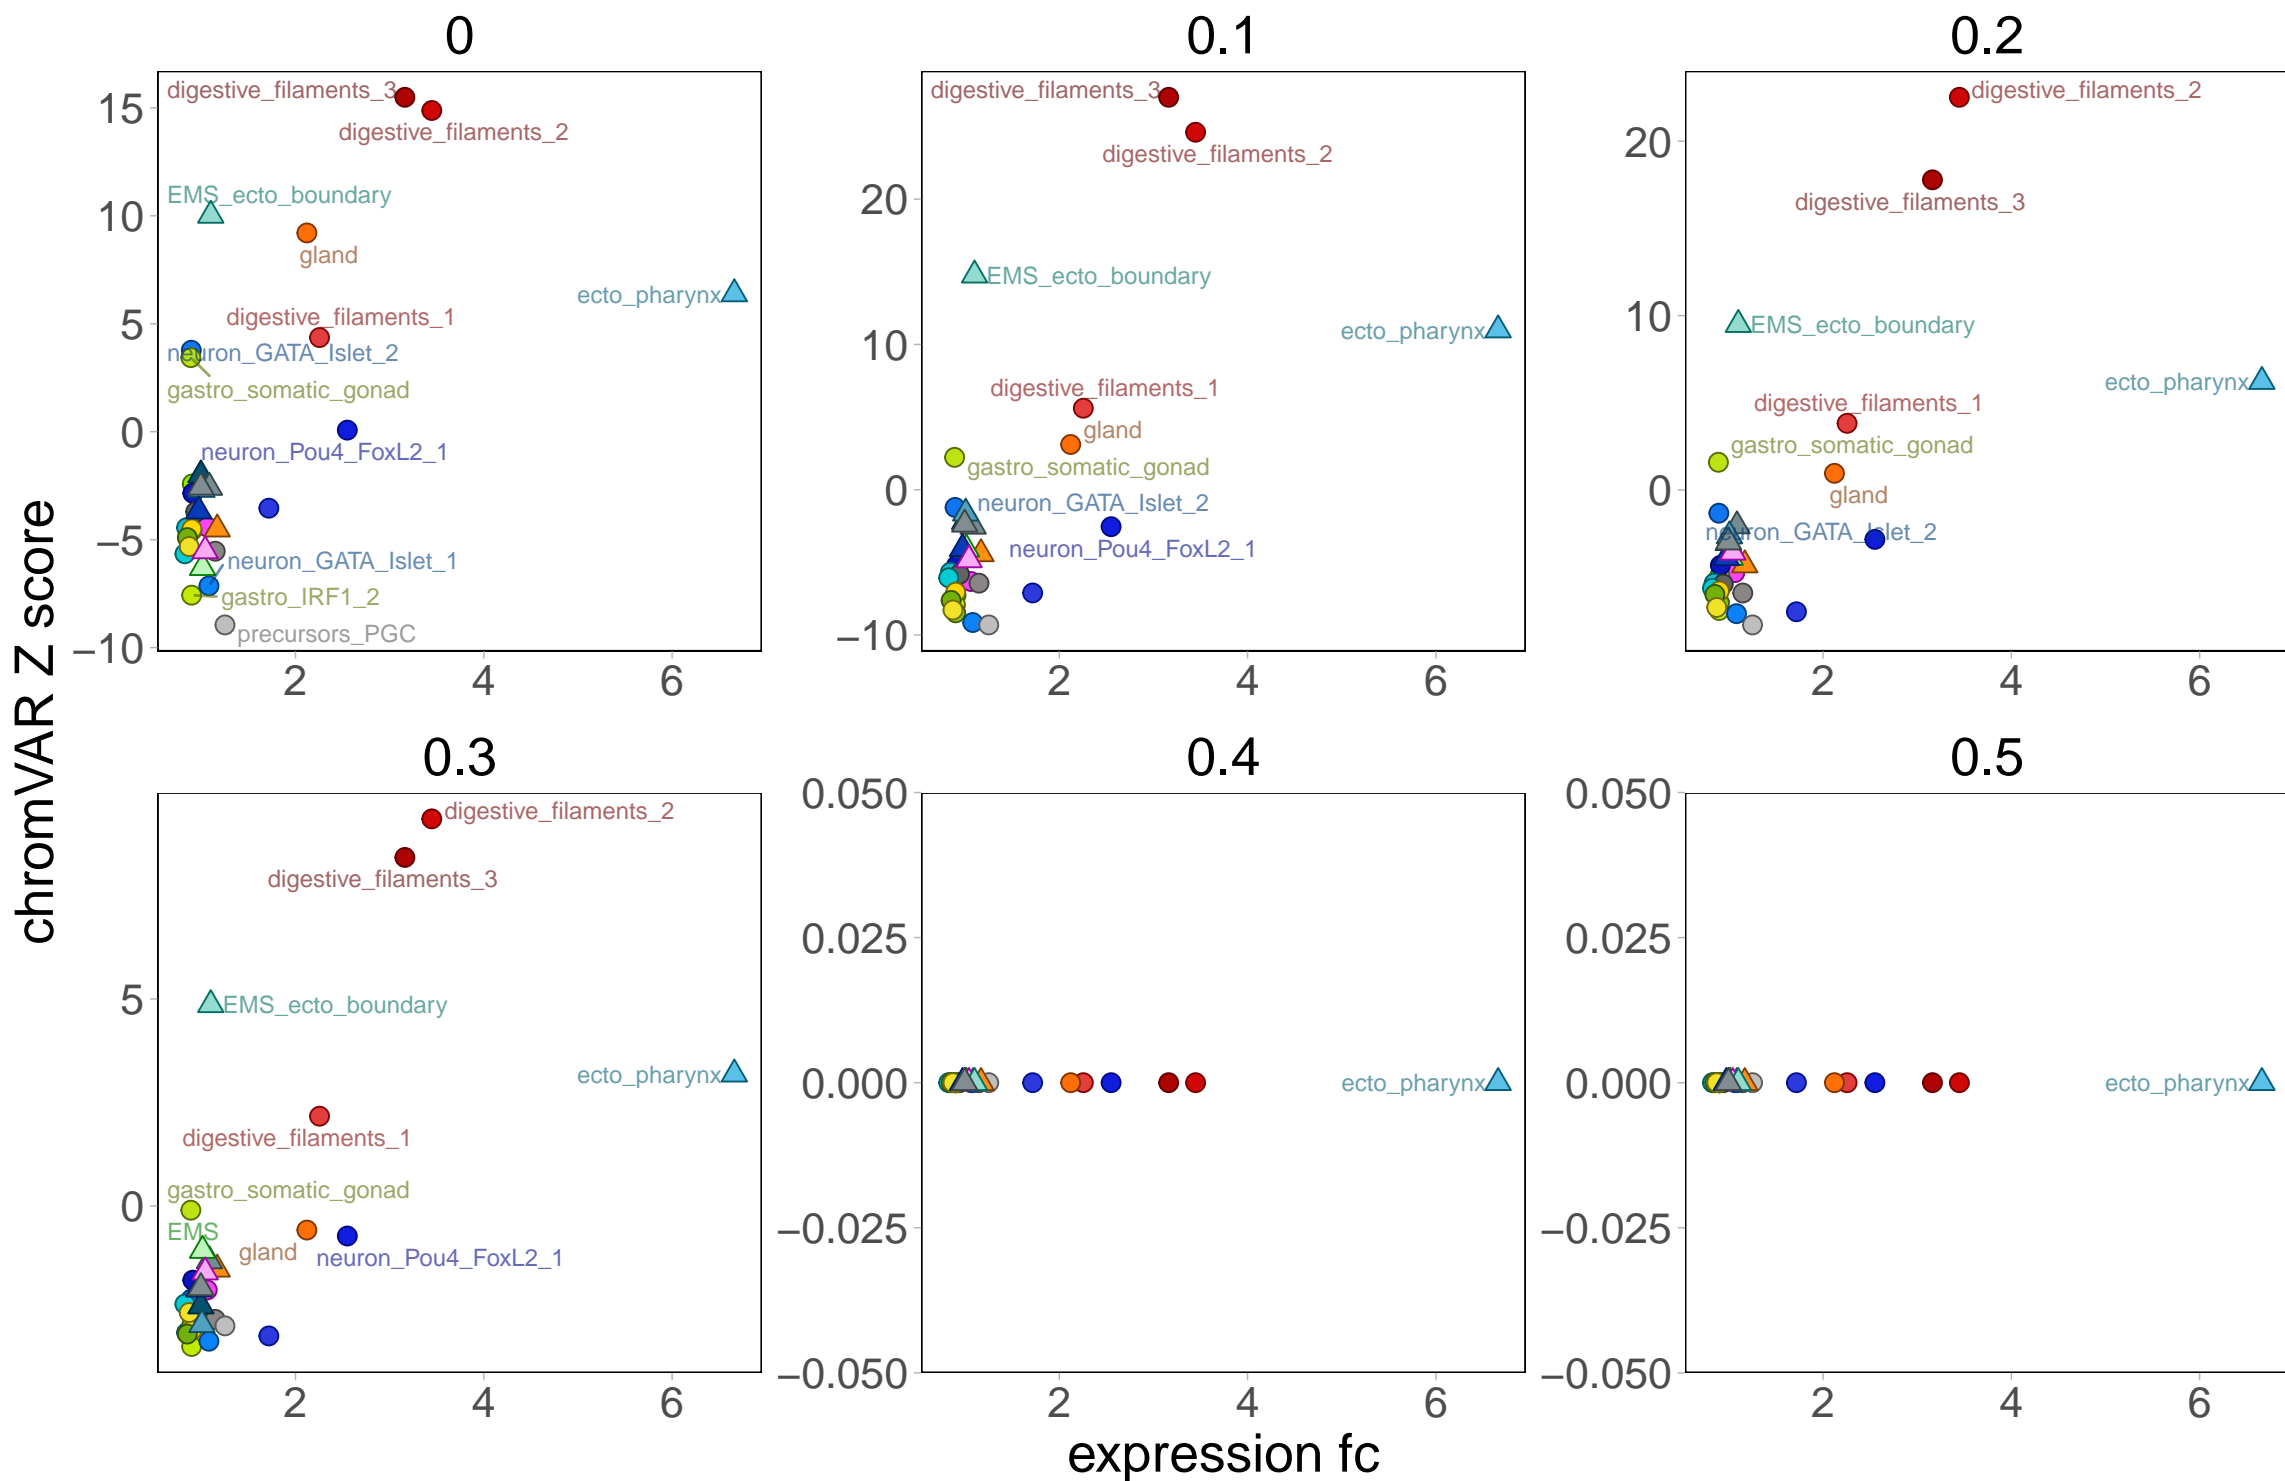 0
0.1
0.2
digestive_filaments_3
digestive_filaments_2
EMS_ecto_boundary
gland
ecto_pharynx
digestive_filaments_1
neuron_GATA_Islet_2
gastro_somatic_gonad
neuron_Pou4_FoxL2_1
neuron_GATA_Islet_1
gastro_IRF1_2
precursors_PGC
15
10
5
0
−5
−10
2 4 6
digestive_filaments_3
digestive_filaments_2
EMS_ecto_boundary
ecto_pharynx
digestive_filaments_1
gland
gastro_somatic_gonad
neuron_GATA_Islet_2
neuron_Pou4_FoxL2_1
20
10
0
−10
2 4 6
digestive_filaments_2
digestive_filaments_3
EMS_ecto_boundary
ecto_pharynx
digestive_filaments_1
gastro_somatic_gonad
gland
neuron_GATA_Islet_2
20
10
0
2 4 6
chromVAR Z score
0.3
0.4
0.5
digestive_filaments_2
digestive_filaments_3
EMS_ecto_boundary
ecto_pharynx
digestive_filaments_1
gastro_somatic_gonad
EMS
gland
neuron_Pou4_FoxL2_1
5
0
2 4 6
0.050
0.025
0.000
−0.025
−0.050
ecto_pharynx
2 4 6
0.050
0.025
0.000
−0.025
−0.050
ecto_pharynx
2 4 6
expression fc